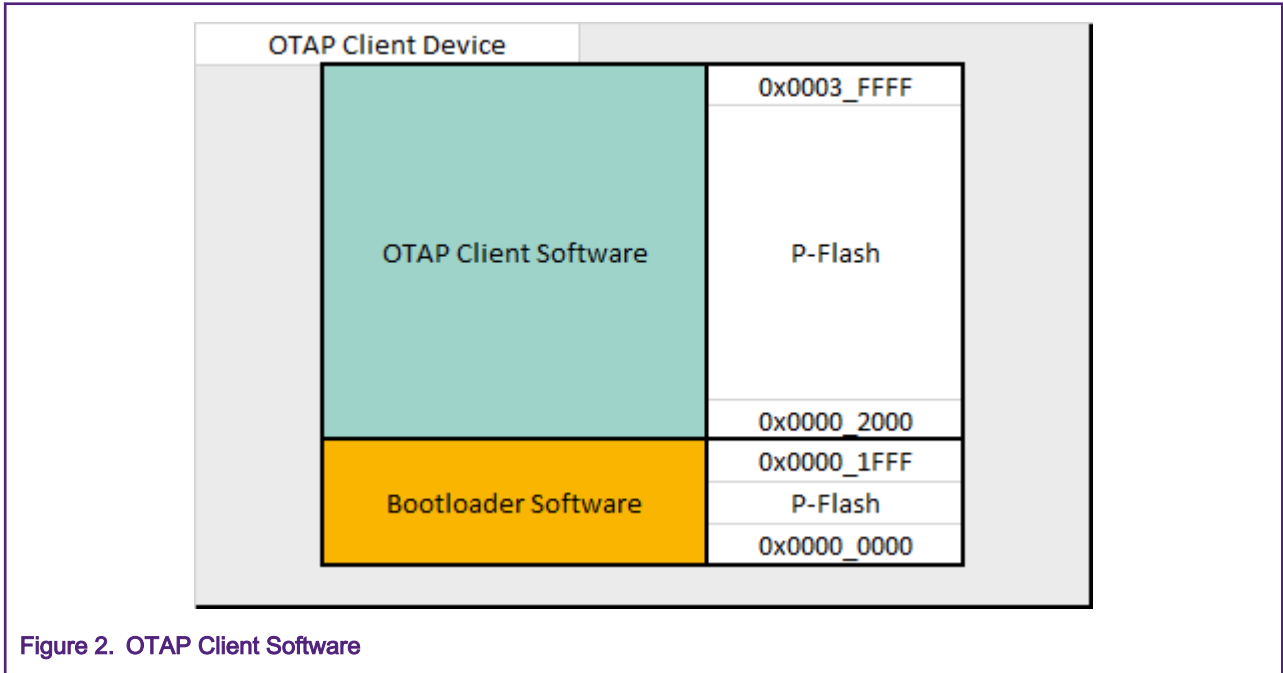 OTAP Client Device
0x0003_FFFF
OTAP Client Software
P-Flash
0x0000_2000
0x0000_1FFF
Bootloader Software
P-Flash
0x0000_0000
Figure 2. OTAP Client Software